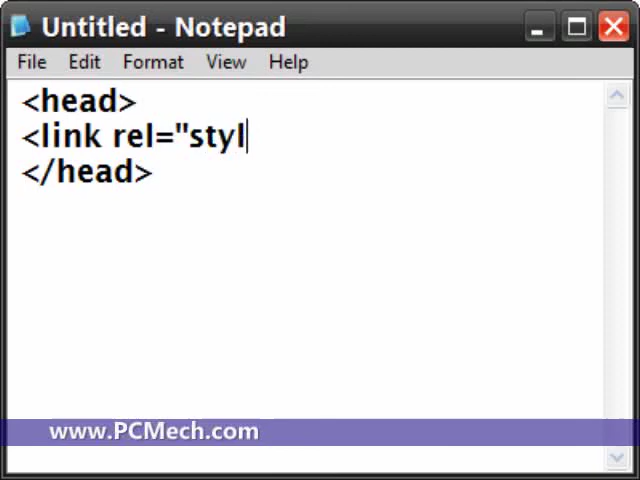 Untitled - Notepad
File Edit Format View Help
<head>
<link rel="styl
</head>
www.PCMech.com